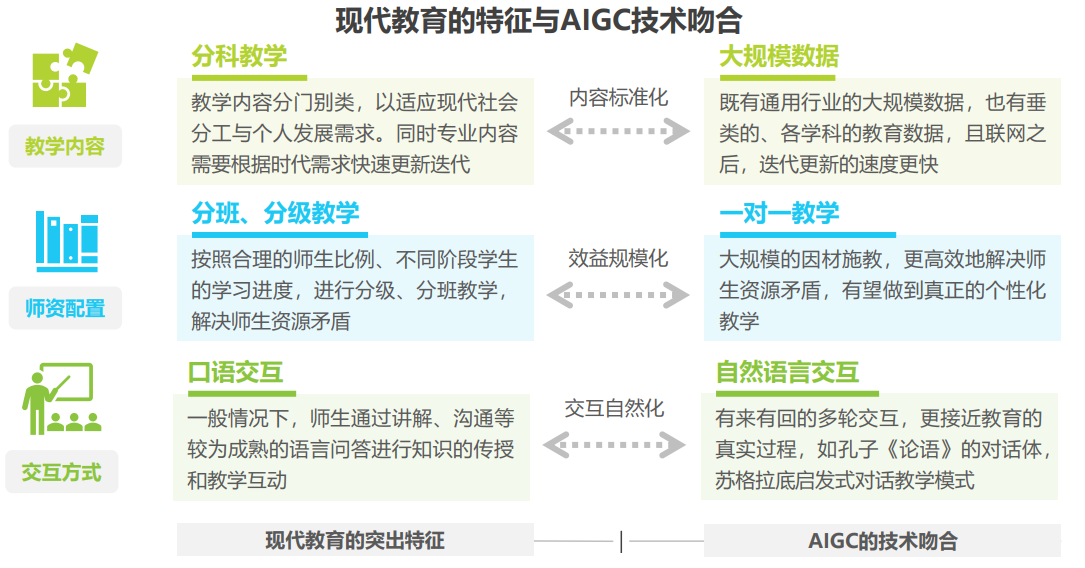 现代教育的特征与AIGC技术吻合
教学内容
分科教学
教学内容分门别类，以适应现代社会
分工与个人发展需求。同时专业内容
需要根据时代需求快速更新迭代
内容标准化
大规模数据
既有通用行业的大规模数据，也有垂
类的、各学科的教育数据，且联网之
后，迭代更新的速度更快
师资配置
分班、分级教学
按照合理的师生比例、不同阶段学生
的学习进度，进行分级、分班教学，
解决师生资源矛盾
效益规模化
一对一教学
大规模的因材施教，更高效地解决师
生资源矛盾，有望做到真正的个性化
教学
交互方式
口语交互
一般情况下，师生通过讲解、沟通等
较为成熟的语言问答进行知识的传授
和教学互动
交互自然化
自然语言交互
有来有回的多轮交互，更接近教育的
真实过程，如孔子《论语》的对话体，
苏格拉底启发式对话教学模式
现代教育的突出特征
AIGC的技术吻合